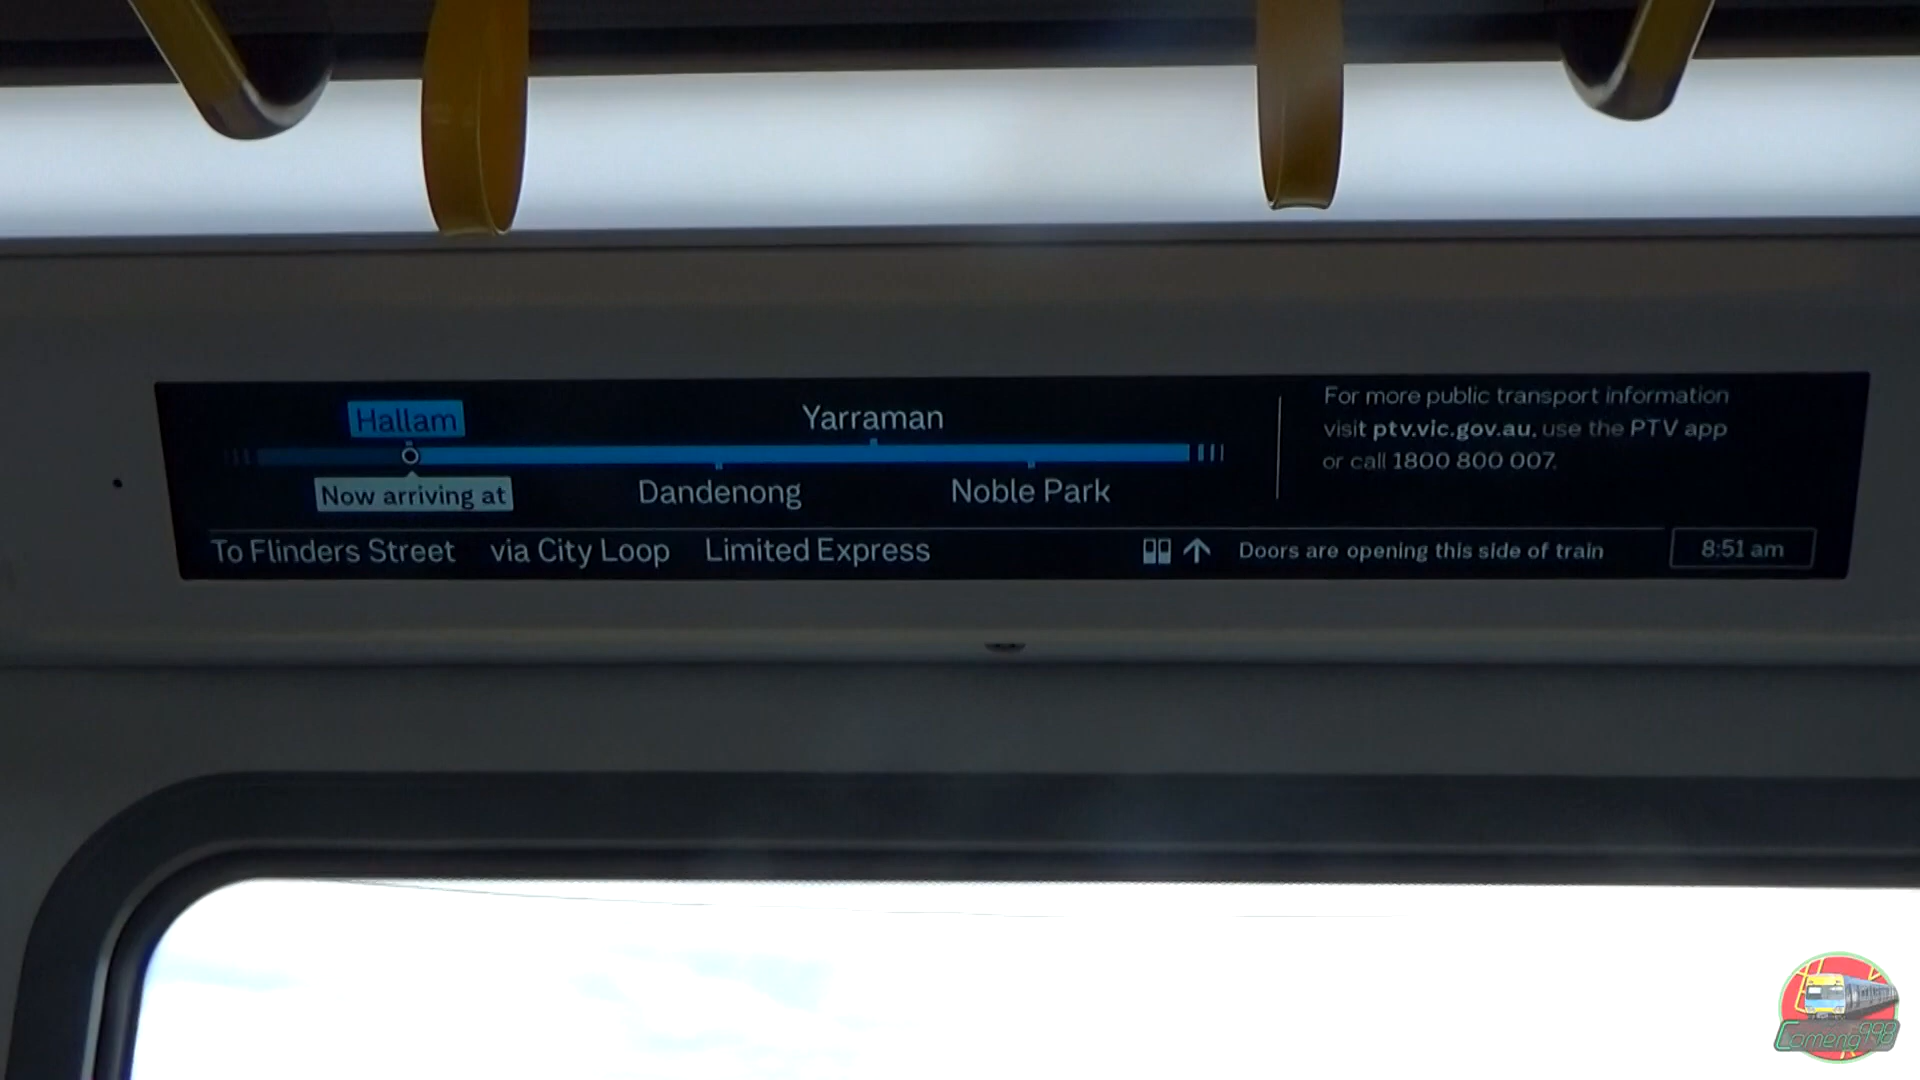 Hallam
Now arriving at
Dandenong
Yarraman
Noble Park
For more public transport information
visit ptv.vic.gov.au, use the PTV app
or call 1800 800 007.
To Flinders Street via City Loop Limited Express
Doors are opening this side of train
8:51 am
Comeng998